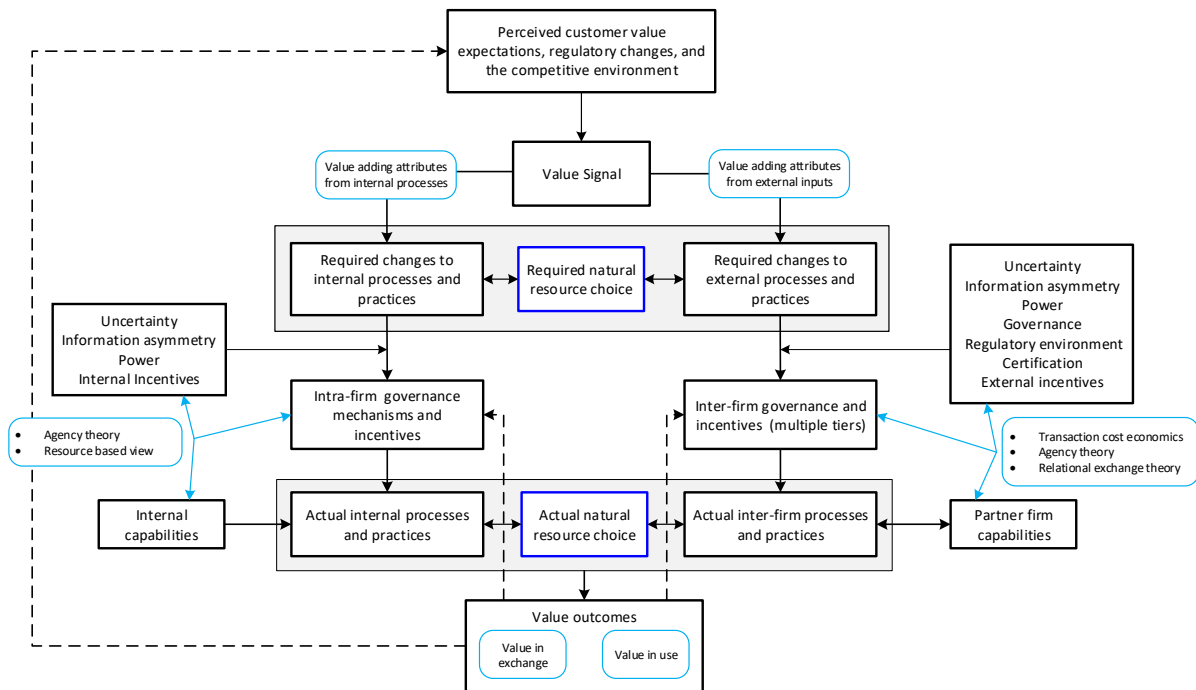 Perceived customer value
expectations, regulatory changes, and
the competitive environment
Value adding attributes
from internal processes
Value Signal
Value adding attributes
from external inputs
Required changes to
internal processes and
practices
Required natural
resource choice
Required changes to
external processes and
practices
Uncertainty
Information asymmetry
Power
Internal Incentives
Uncertainty
Information asymmetry
Power
Governance
Regulatory environment
Certification
External incentives
Intra-firm governance
mechanisms and
incentives
Inter-firm governance and
incentives (multiple tiers)
• Agency theory
• Resource based view
• Transaction cost economics
• Agency theory
• Relational exchange theory
Internal
capabilities
Actual internal processes
and practices
Actual natural
resource choice
Actual inter-firm processes
and practices
Partner firm
capabilities
Value outcomes
Value in
exchange
Value in use